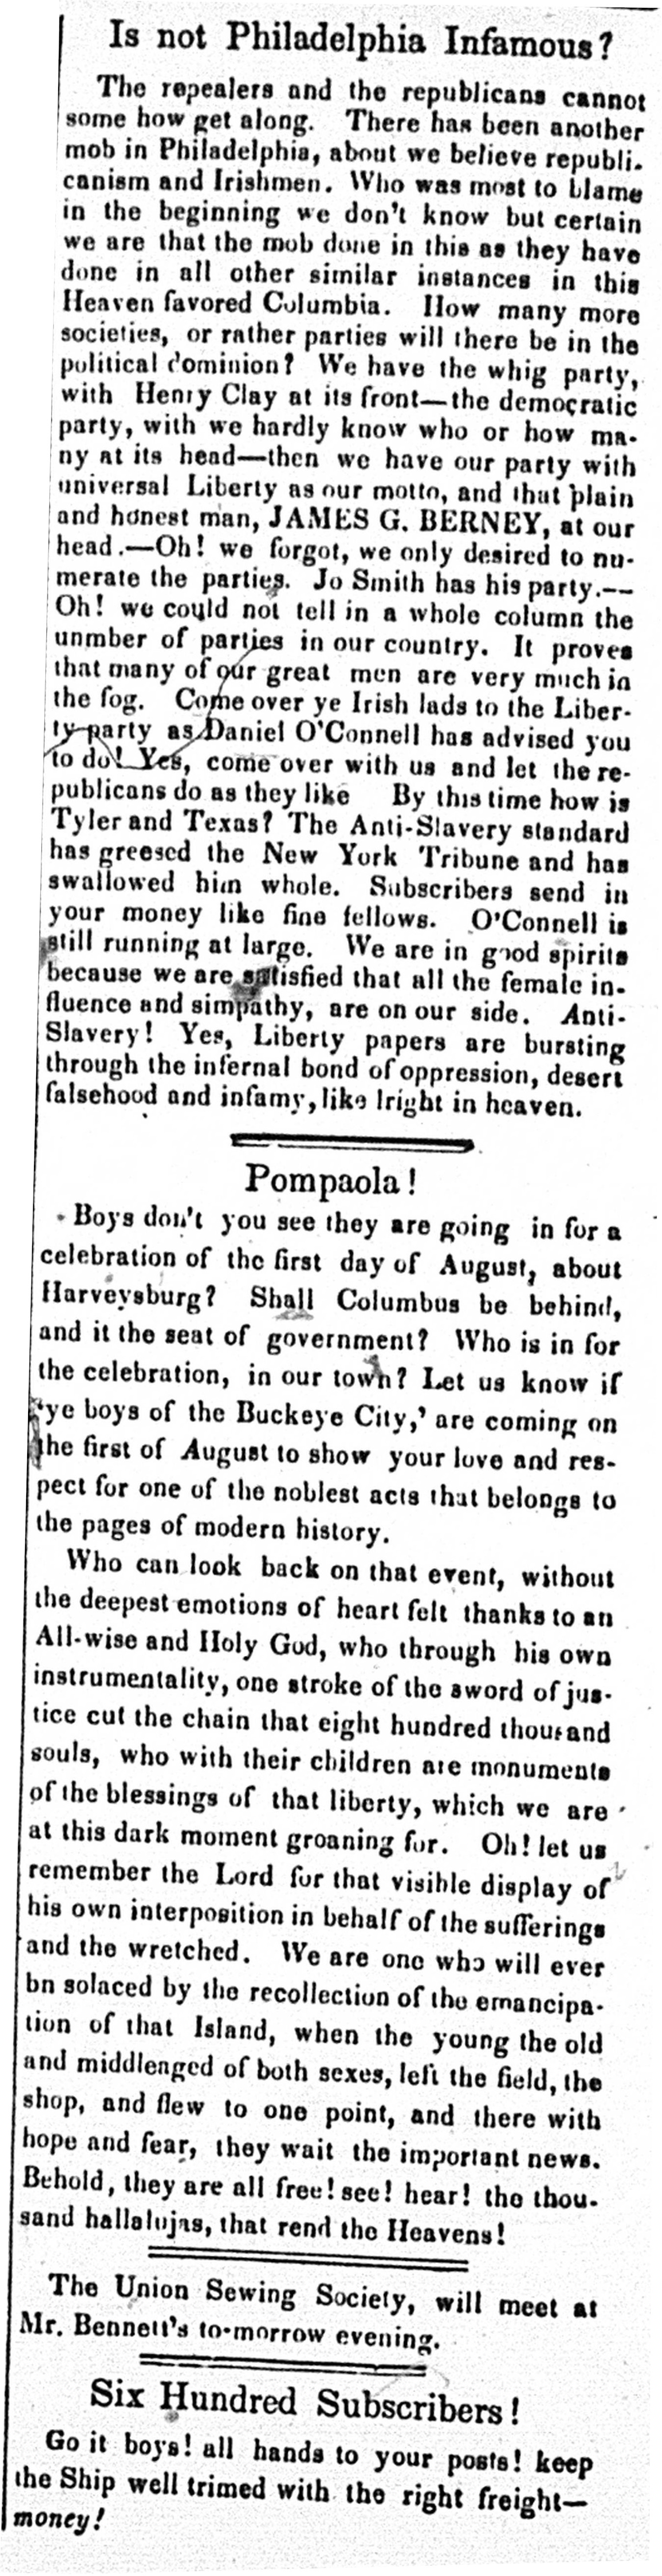 Is not Philadelphia Infamous?
The repealers and the republicans cannot
some how get along. There has been another
mob in Philadelphia, about we believe republi-
canism and Irishmen. Who was most to blame
in the beginning we don't know but certain
we are that the mob done in this as they have
done in all other similar instances in this
Heaven favored Columbia. How many more
societies, or rather parties will there be in the
political dominion? We have the whig party,
with Henry Clay at its front—the democratic
party, with we hardly know who or how ma-
ny at its head—then we have our party with
universal Liberty as our motto, and that plain
and honest man, JAMES G. BERNEY, at our
head.—Oh! we forgot, we only desired to nu-
merate the parties. Jo Smith has his party.——
Oh! we could not tell in a whole column the
unmber of parties in our country. It proves
that many of our great men are very much in
the fog. Come over ye Irish lads to the Liber-
ty party as Daniel O'Connell has advised you
to do! Yes, come over with us and let the re-
publicans do as they like By this time how is
Tyler and Texas? The Anti-Slavery standard
has greesed the New York Tribune and has
swallowed him whole. Subscribers send in
your money like fine fellows. O'Connell is
still running at large. We are in good spirits
because we are satisfied that all the female in-
fluence and simpathy, are on our side. Anti-
Slavery! Yes, Liberty papers are bursting
through the infernal bond of oppression, desert
falsehood and infamy, like lright in heaven.
Pompaola!
Boys don't you see they are going in for a
celebration of the first day of August, about
Harveysburg? Shall Columbus be behind,
and it the seat of government? Who is in for
the celebration, in our town? Let us know if
'ye boys of the Buckeye City,' are coming on
the first of August to show your love and res-
pect for one of the noblest acts that belongs to
the pages of modern history.
Who can look back on that event, without
the deepest emotions of heart felt thanks to an
All-wise and Holy God, who through his own
instrumentality, one stroke of the sword of jus-
tice cut the chain that eight hundred thousand
souls, who with their children are monuments
of the blessings of that liberty, which we are
at this dark moment groaning for. Oh! let us
remember the Lord for that visible display of
his own interposition in behalf of the sufferings
and the wretched. We are one who will ever
bn solaced by the recollection of the emancipa-
tion of that Island, when the young the old
and middlenged of both sexes, left the field, the
shop, and flew to one point, and there with
hope and fear, they wait the important news.
Behold, they are all free! see! hear! the thou-
sand hallalujas, that rend the Heavens!
The Union Sewing Society, will meet at
Mr. Bennett's to-morrow evening.
Six Hundred Subscribers!
Go it boys! all hands to your posts! keep
the Ship well trimed with the right freight—
money!